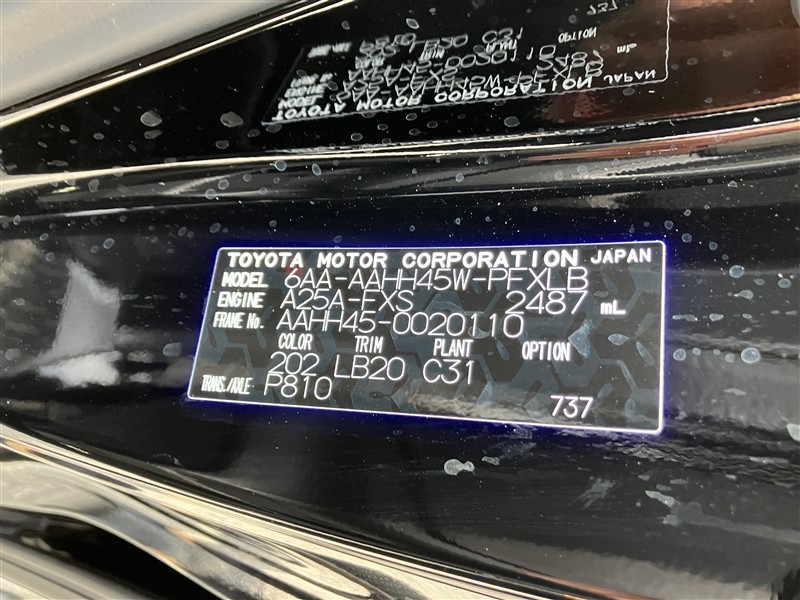 TOYOTA MOTOR CORPORATION JAPAN
MODEL 6AA-AAHH45W-PFXLB
ENGINE A25A-FXS 2487 mL
FRAME No. AAHH45-0020110
COLOR TRIM PLANT OPTION
202 LB20 C31
TRANS./AXLE P810
737